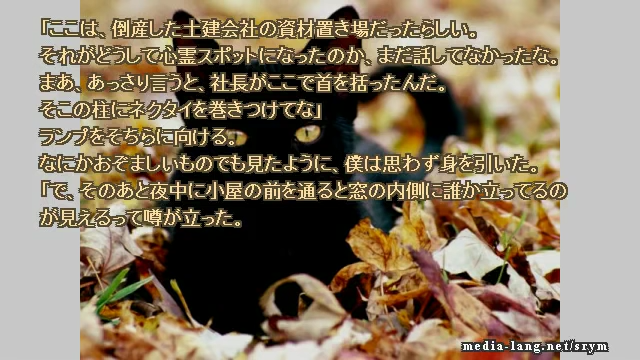 「ここは、倒産した土建会社の資材置き場だったらしい。
それがどうして心霊スポットになったのか、まだ話してなかったな。
まあ、あっさり言うと、社長がここで首を括ったんだ。
そこの柱にネクタイを巻きつけてな」
ランプをそちらに向ける。
なにかおぞましいものでも見たように、僕は思わず身を引いた。
「で、そのあと夜中に小屋の前を通ると窓の内側に誰か立ってるの
が見えるって噂が立った。
media-lang.net/srym